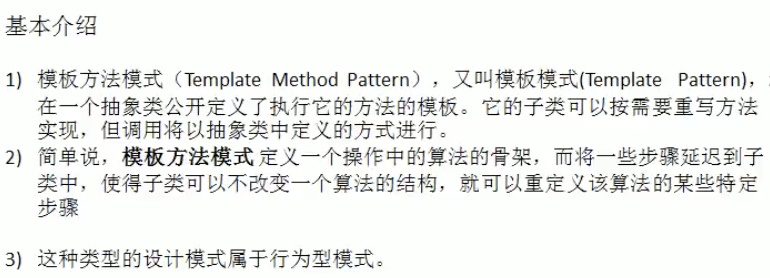 基本介绍
1) 模板方法模式（Template Method Pattern），又叫模板模式(Template Pattern)，
在一个抽象类公开定义了执行它的方法的模板。它的子类可以按需要重写方法
实现，但调用将以抽象类中定义的方式进行。
2) 简单说，模板方法模式 定义一个操作中的算法的骨架，而将一些步骤延迟到子
类中，使得子类可以不改变一个算法的结构，就可以重定义该算法的某些特定
步骤
3) 这种类型的设计模式属于行为型模式。